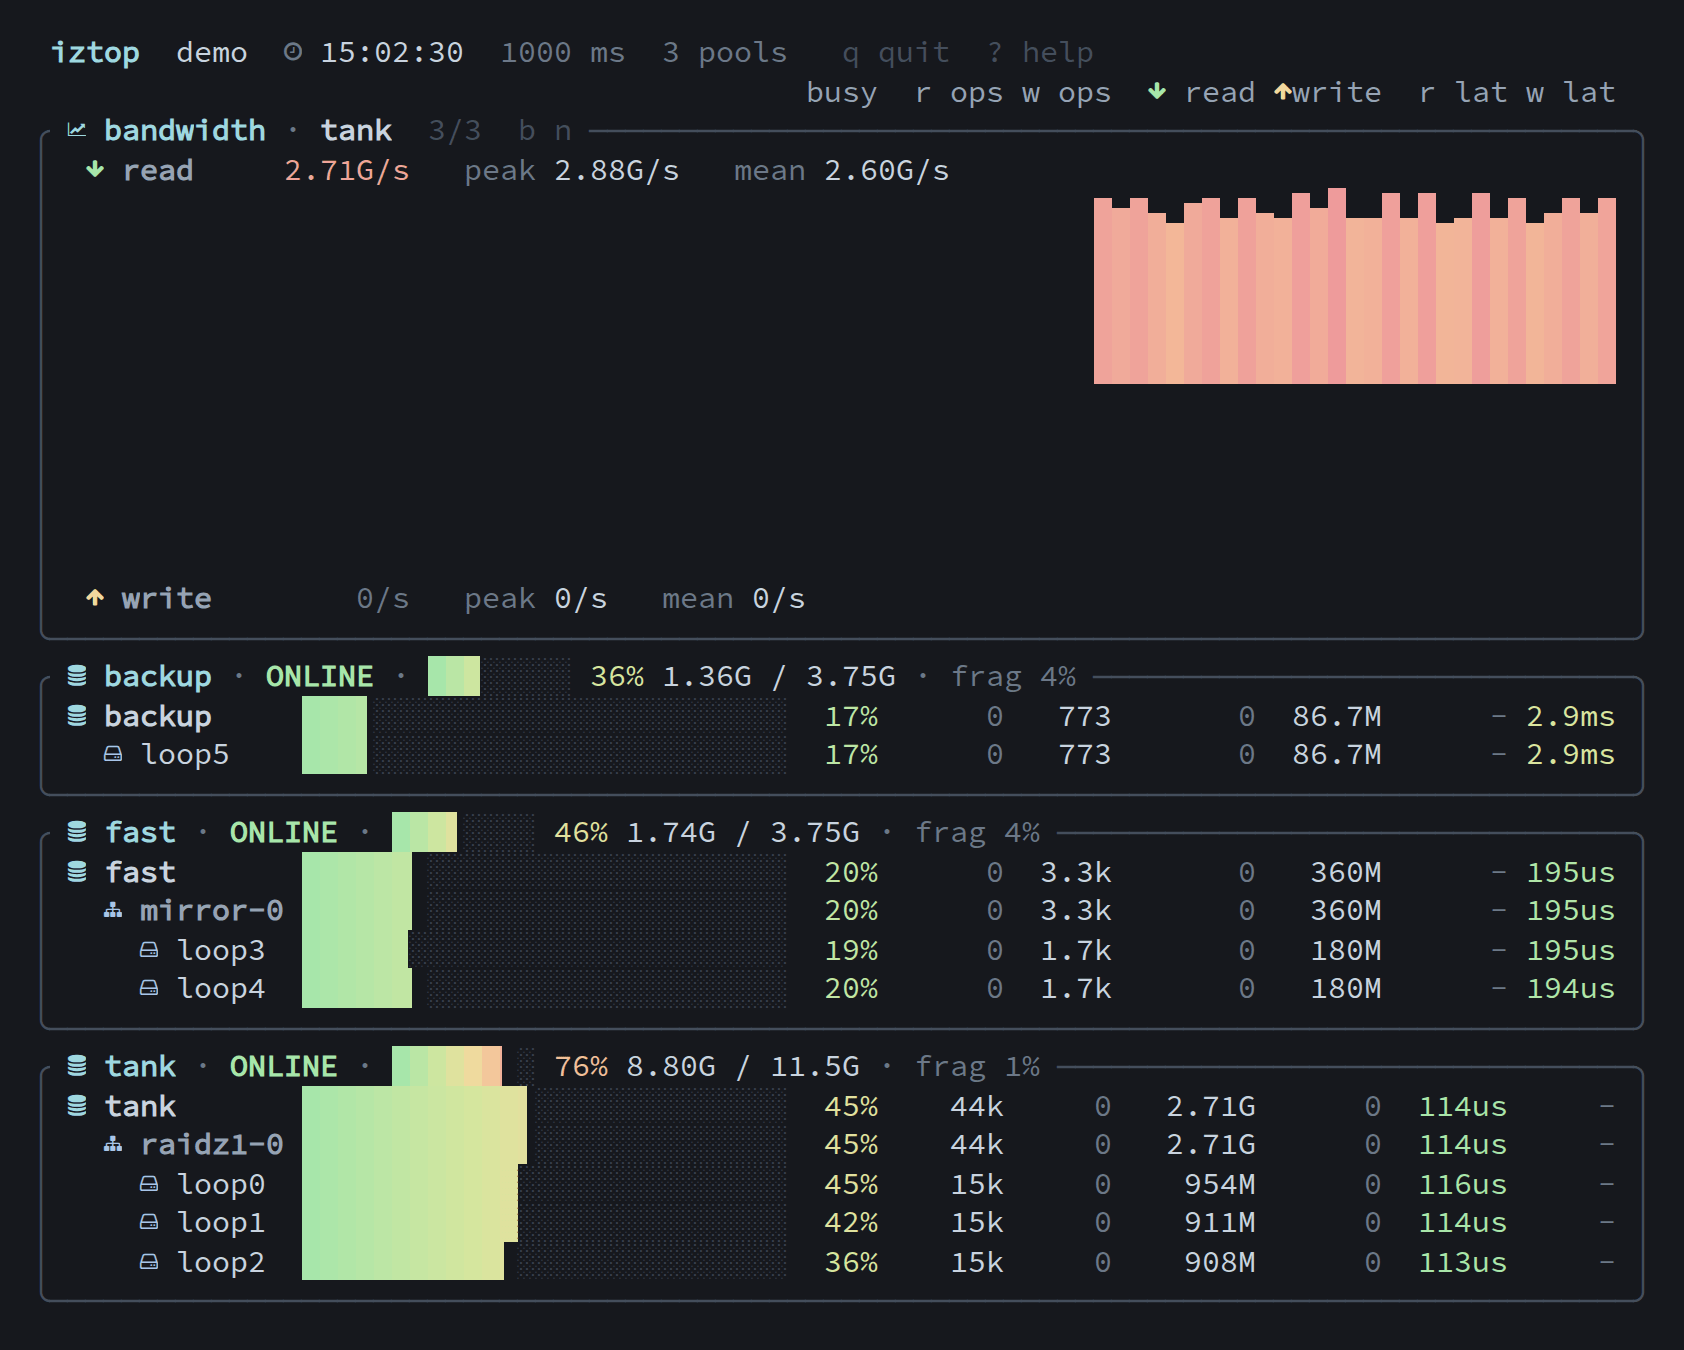 iztop demo 15:02:30 1000 ms 3 pools q quit ? help
busy r ops w ops ↓ read ↑write r lat w lat
bandwidth · tank 3/3 b n
↓ read 2.71G/s peak 2.88G/s mean 2.60G/s
↑ write 0/s peak 0/s mean 0/s
backup · ONLINE · 36% 1.36G / 3.75G · frag 4%
backup 17% 0 773 0 86.7M - 2.9ms
loop5 17% 0 773 0 86.7M - 2.9ms
fast · ONLINE · 46% 1.74G / 3.75G · frag 4%
fast 20% 0 3.3k 0 360M - 195us
mirror-0 20% 0 3.3k 0 360M - 195us
loop3 19% 0 1.7k 0 180M - 195us
loop4 20% 0 1.7k 0 180M - 194us
tank · ONLINE · 76% 8.80G / 11.5G · frag 1%
tank 45% 44k 0 2.71G 0 114us -
raidz1-0 45% 44k 0 2.71G 0 114us -
loop0 45% 15k 0 954M 0 116us -
loop1 42% 15k 0 911M 0 114us -
loop2 36% 15k 0 908M 0 113us -